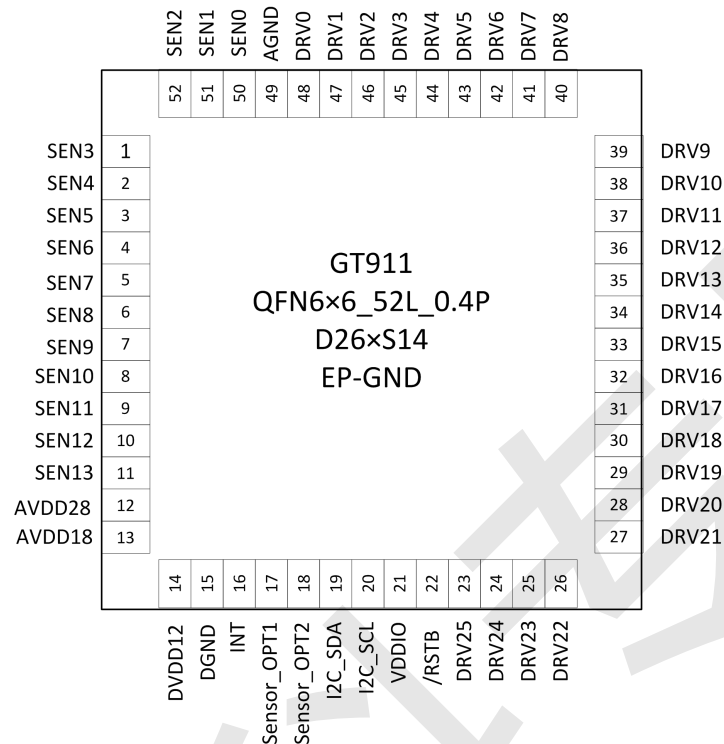 SEN2 SEN1 SEN0 AGND DRV0 DRV1 DRV2 DRV3 DRV4 DRV5 DRV6 DRV7 DRV8
52 51 50 49 48 47 46 45 44 43 42 41 40
SEN3 1 39 DRV9
SEN4 2 38 DRV10
SEN5 3 37 DRV11
SEN6 4 36 DRV12
SEN7 5 35 DRV13
SEN8 6 34 DRV14
SEN9 7 33 DRV15
SEN10 8 32 DRV16
SEN11 9 31 DRV17
SEN12 10 30 DRV18
SEN13 11 29 DRV19
AVDD28 12 28 DRV20
AVDD18 13 27 DRV21
GT911
QFN6×6_52L_0.4P
D26×S14
EP-GND
14 15 16 17 18 19 20 21 22 23 24 25 26
DVDD12 DGND INT Sensor_OPT1 Sensor_OPT2 I2C_SDA I2C_SCL VDDIO /RSTB DRV25 DRV24 DRV23 DRV22